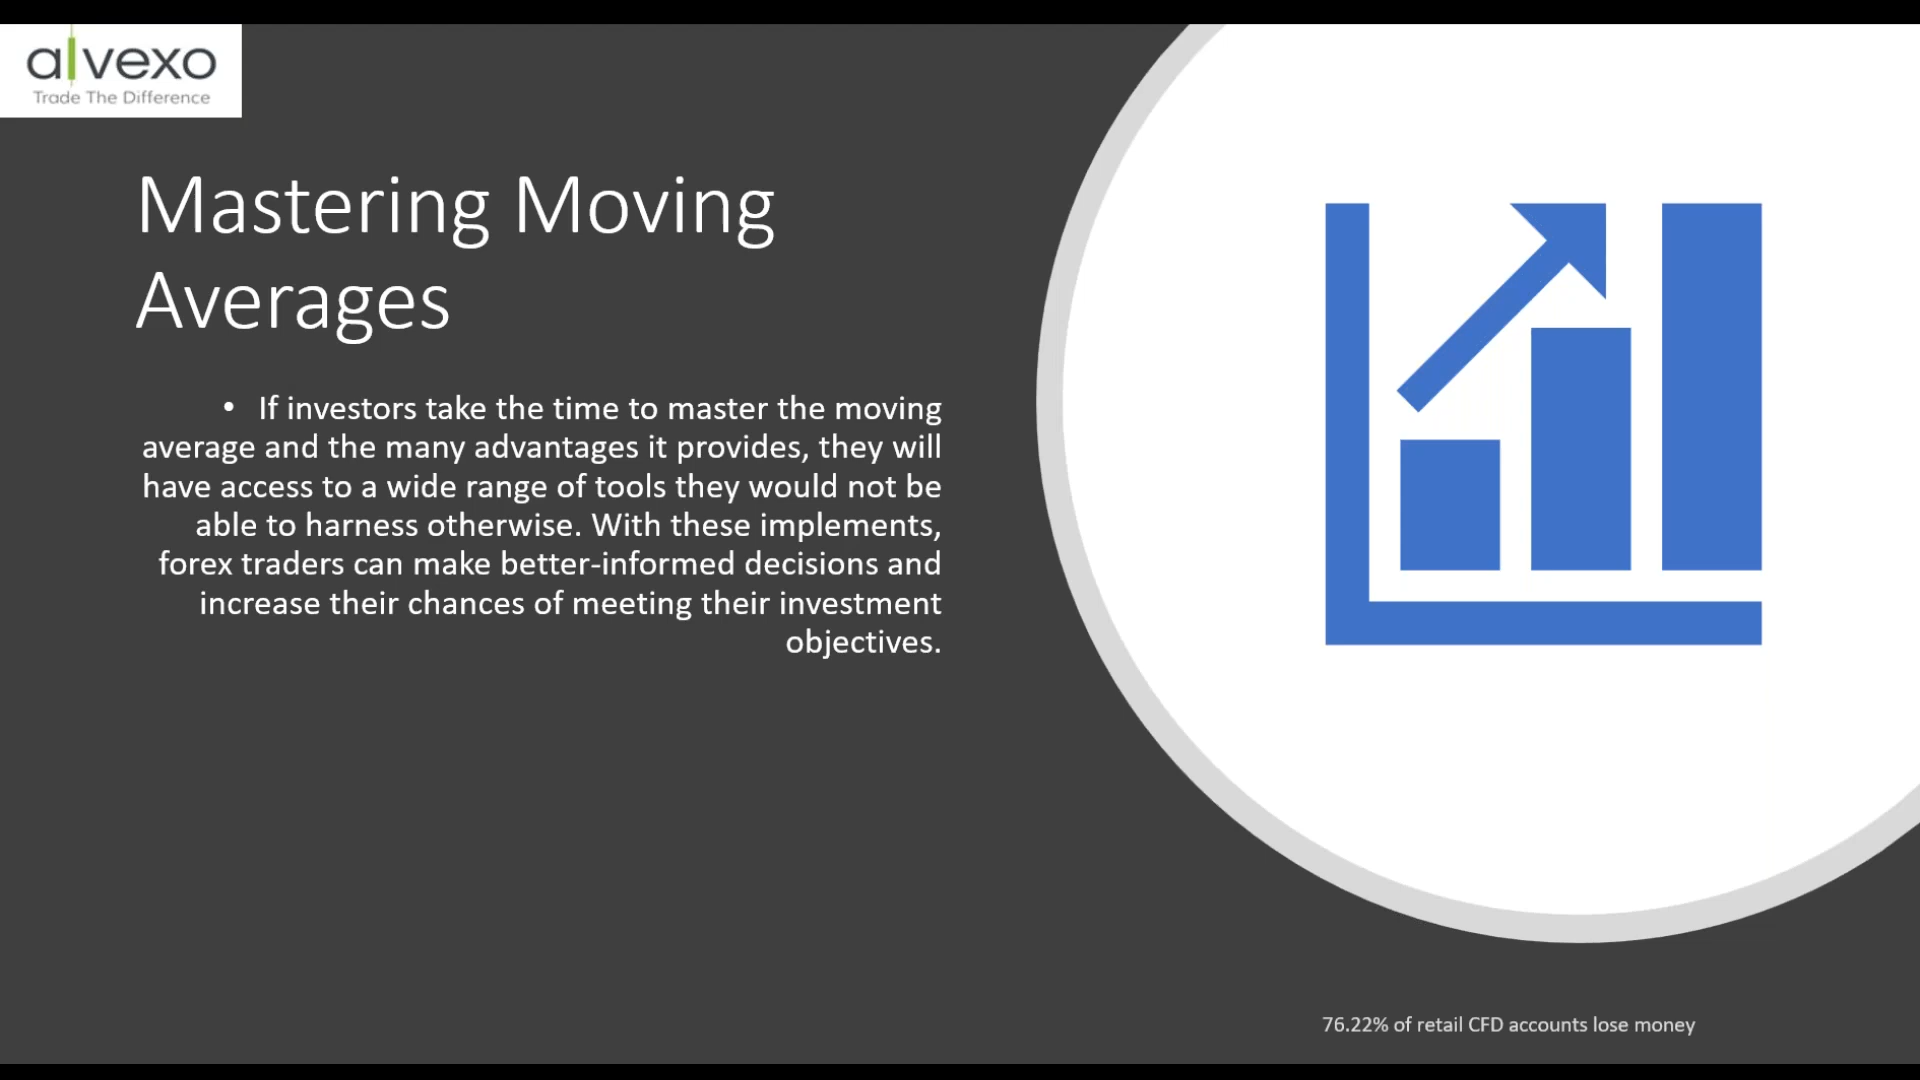 alvexo
Trade The Difference
Mastering Moving
Averages
• If investors take the time to master the moving
average and the many advantages it provides, they will
have access to a wide range of tools they would not be
able to harness otherwise. With these implements,
forex traders can make better-informed decisions and
increase their chances of meeting their investment
objectives.
76.22% of retail CFD accounts lose money